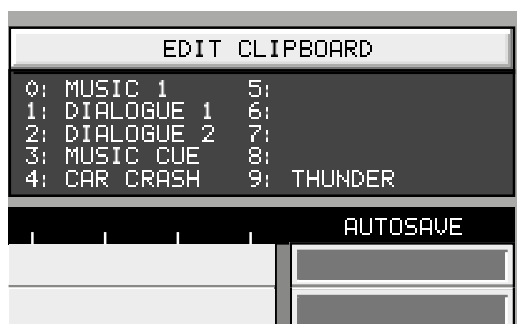 EDIT CLIPBOARD
0: MUSIC 1 5:
1: DIALOGUE 1 6:
2: DIALOGUE 2 7:
3: MUSIC CUE 8:
4: CAR CRASH 9: THUNDER
AUTOSAVE